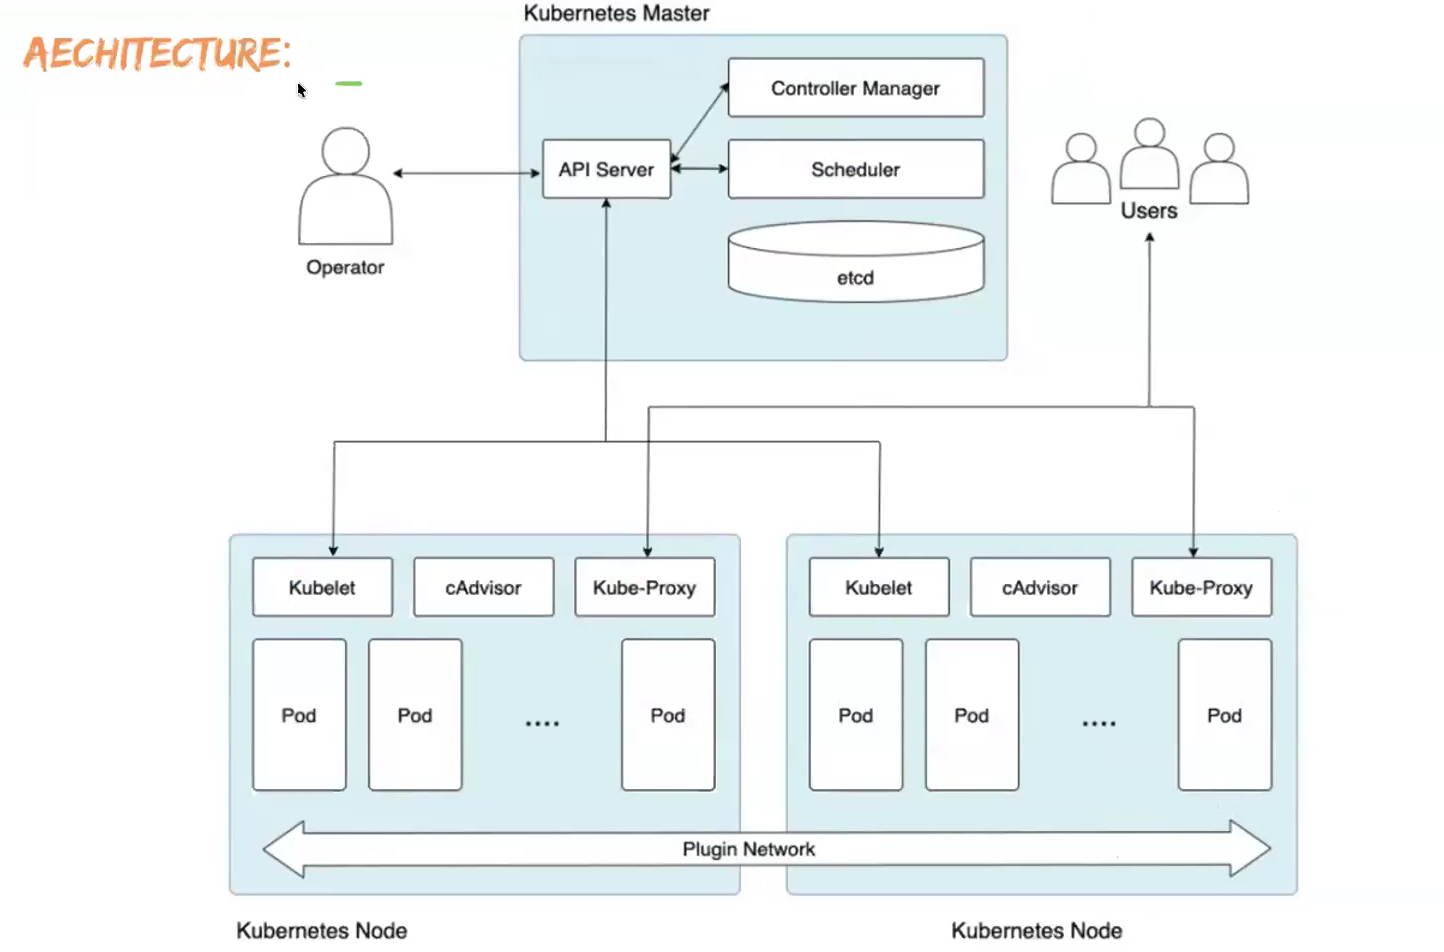 Kubernetes Master
AECHITECTURE:
Controller Manager
API Server
Scheduler
etcd
Operator
Users
Kubelet
cAdvisor
Kube-Proxy
Pod
Pod
....
Pod
Kubelet
cAdvisor
Kube-Proxy
Pod
Pod
....
Pod
Plugin Network
Kubernetes Node
Kubernetes Node